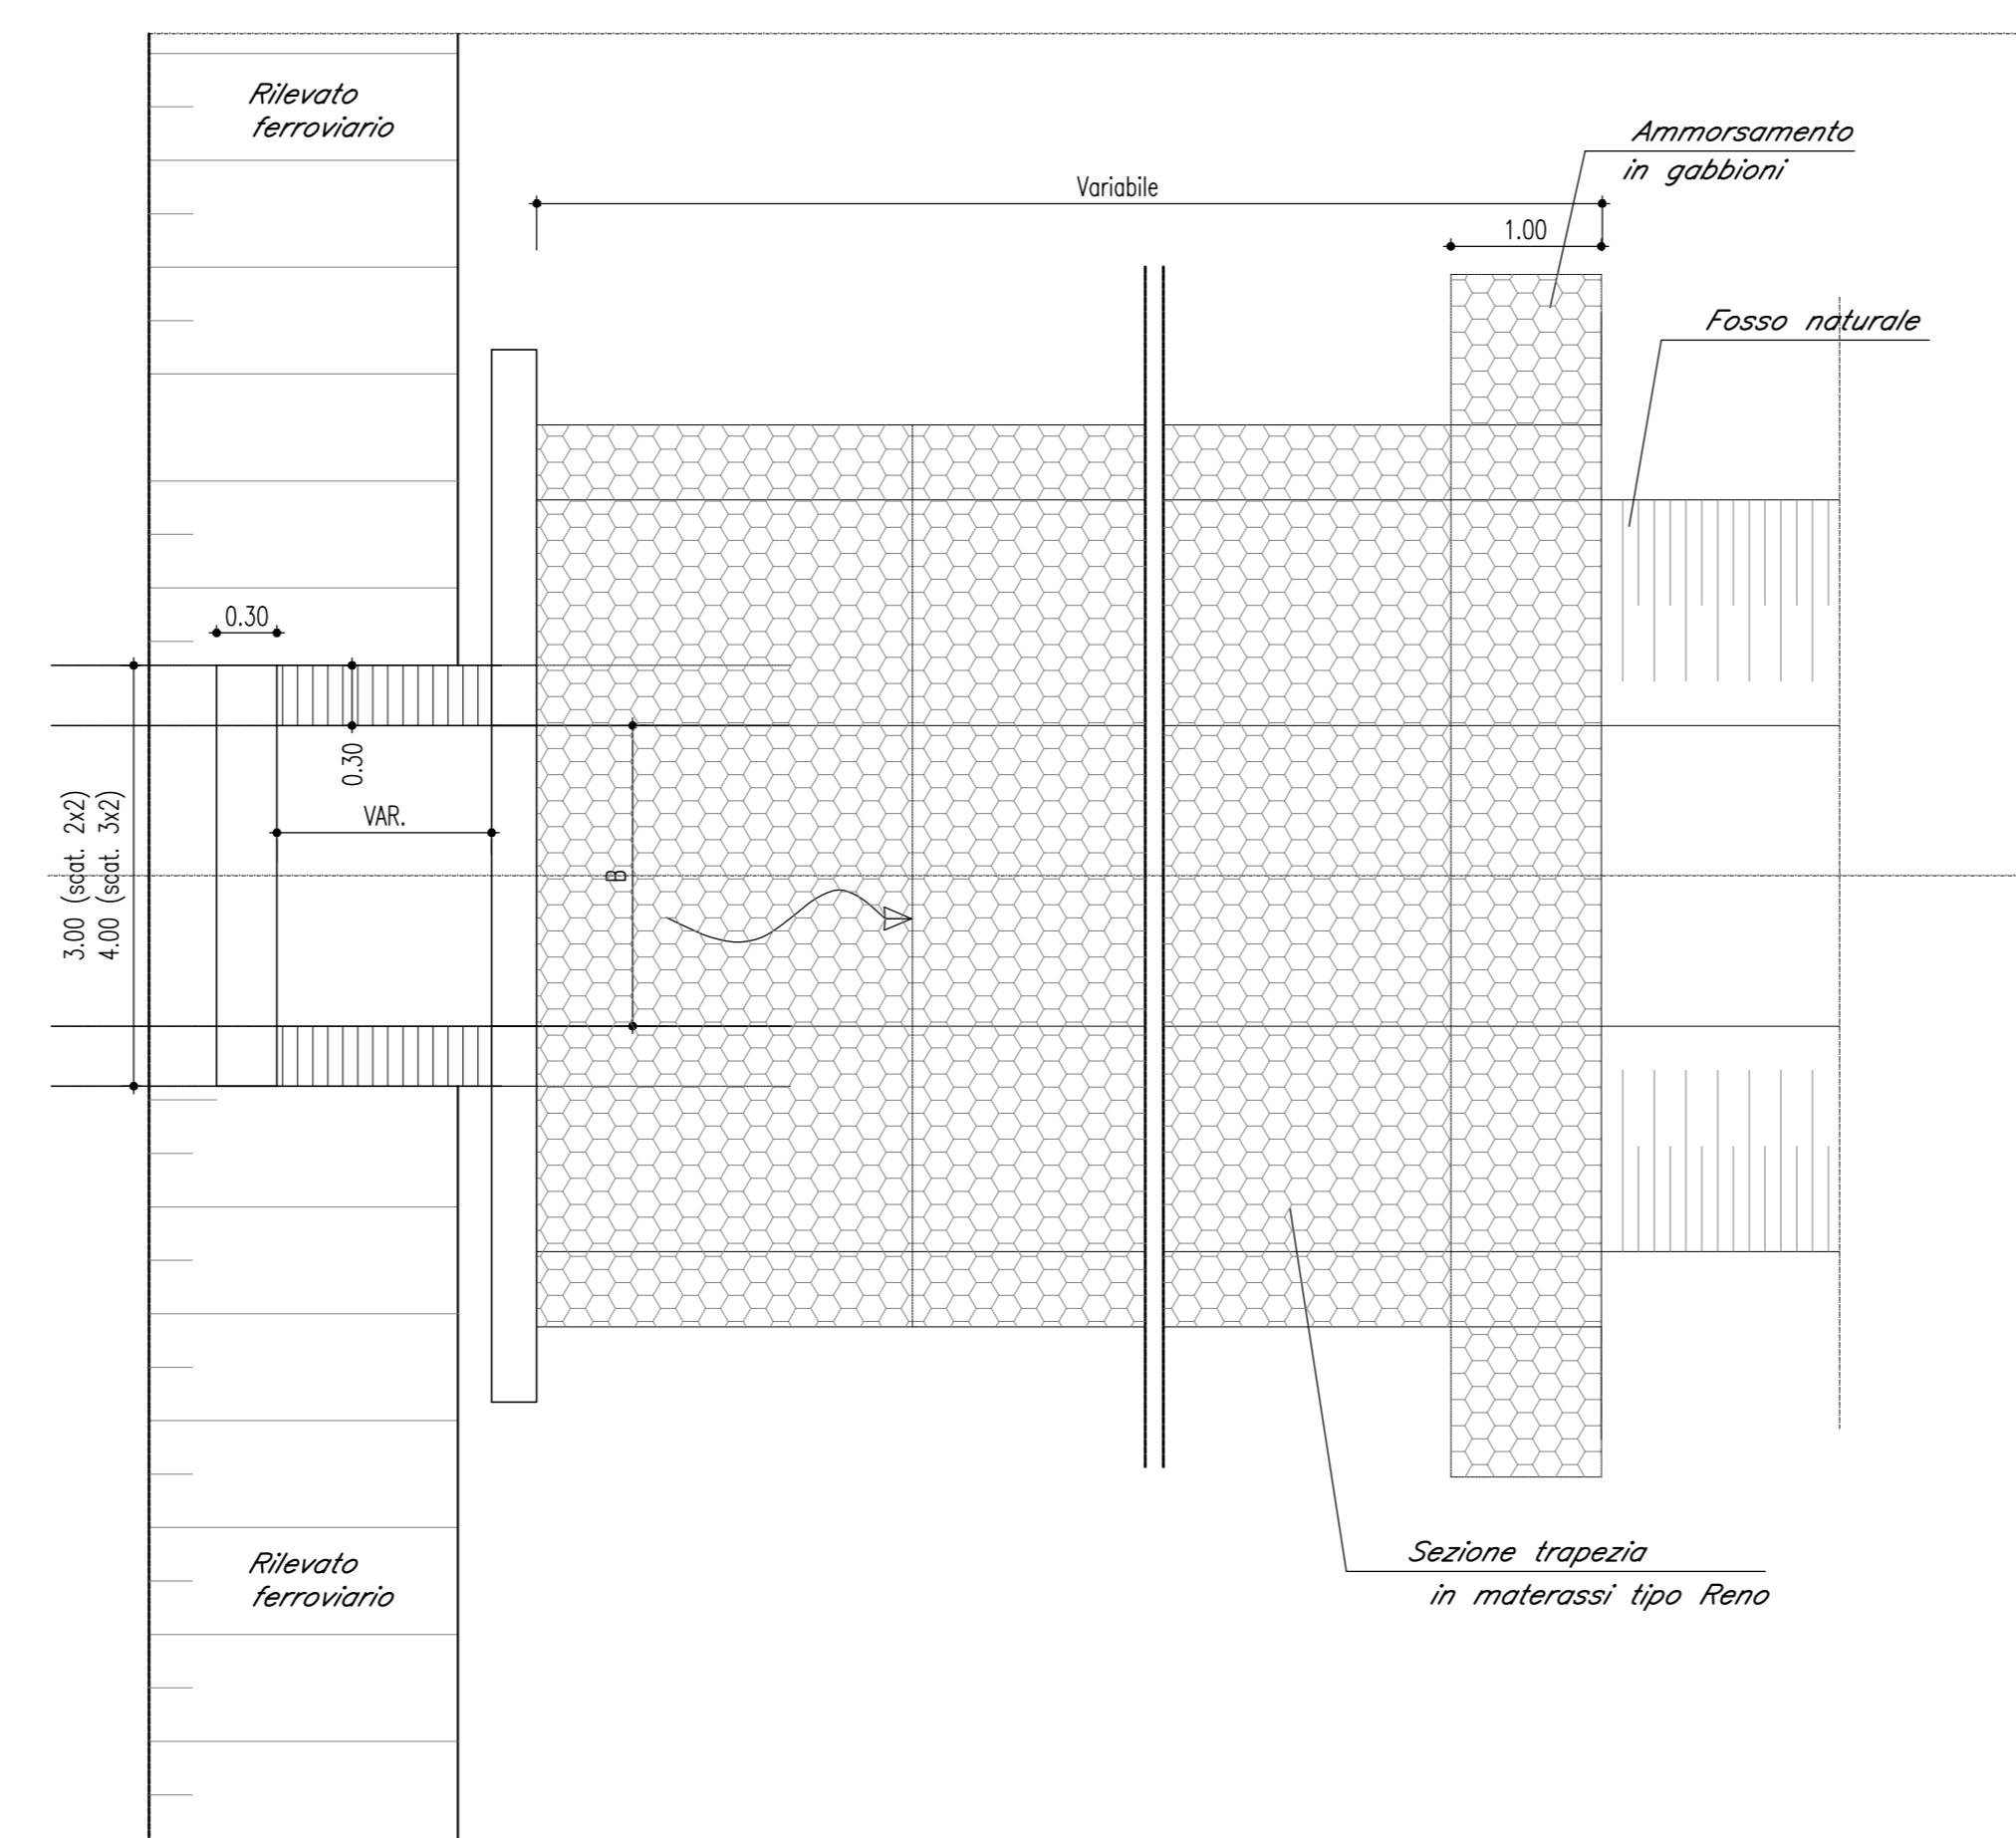 Rilevato
ferroviario
Ammorsamento
in gabbioni
Variabile
1.00
Fosso naturale
0.30
0.30
VAR.
3.00 (scat. 2x2)
4.00 (scat. 3x2)
B
Sezione trapezia
in materassi tipo Reno
Rilevato
ferroviario